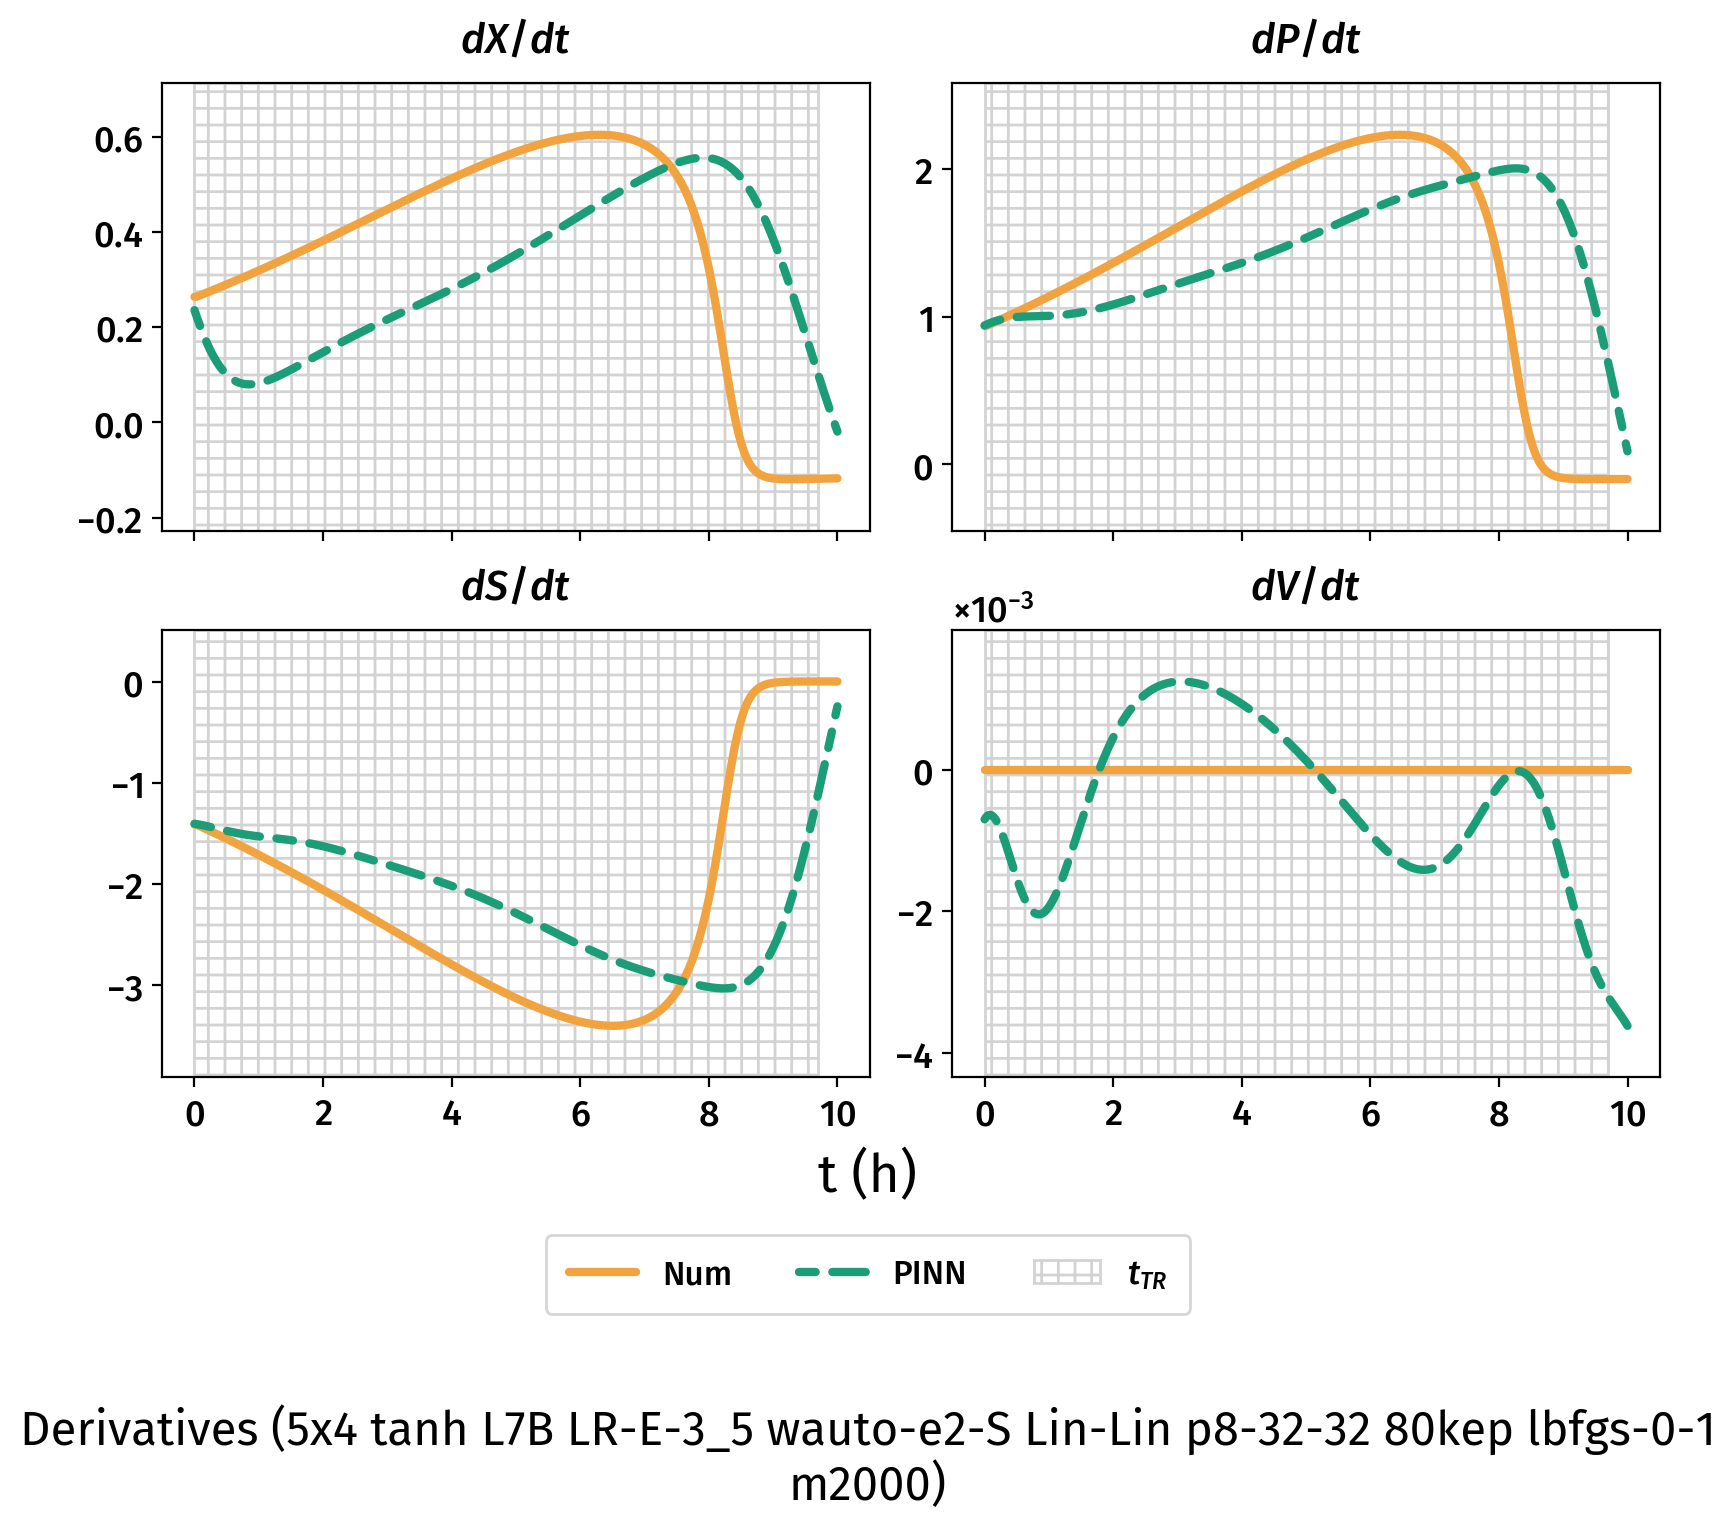 dX/dt
dP/dt
0.6
0.4
0.2
0.0
−0.2
2
1
0
dS/dt
dV/dt
×10⁻³
0
−1
−2
−3
0
−2
−4
0 2 4 6 8 10
0 2 4 6 8 10
t (h)
Num PINN t_TR
Derivatives (5x4 tanh L7B LR-E-3_5 wauto-e2-S Lin-Lin p8-32-32 80kep lbfgs-0-1
m2000)